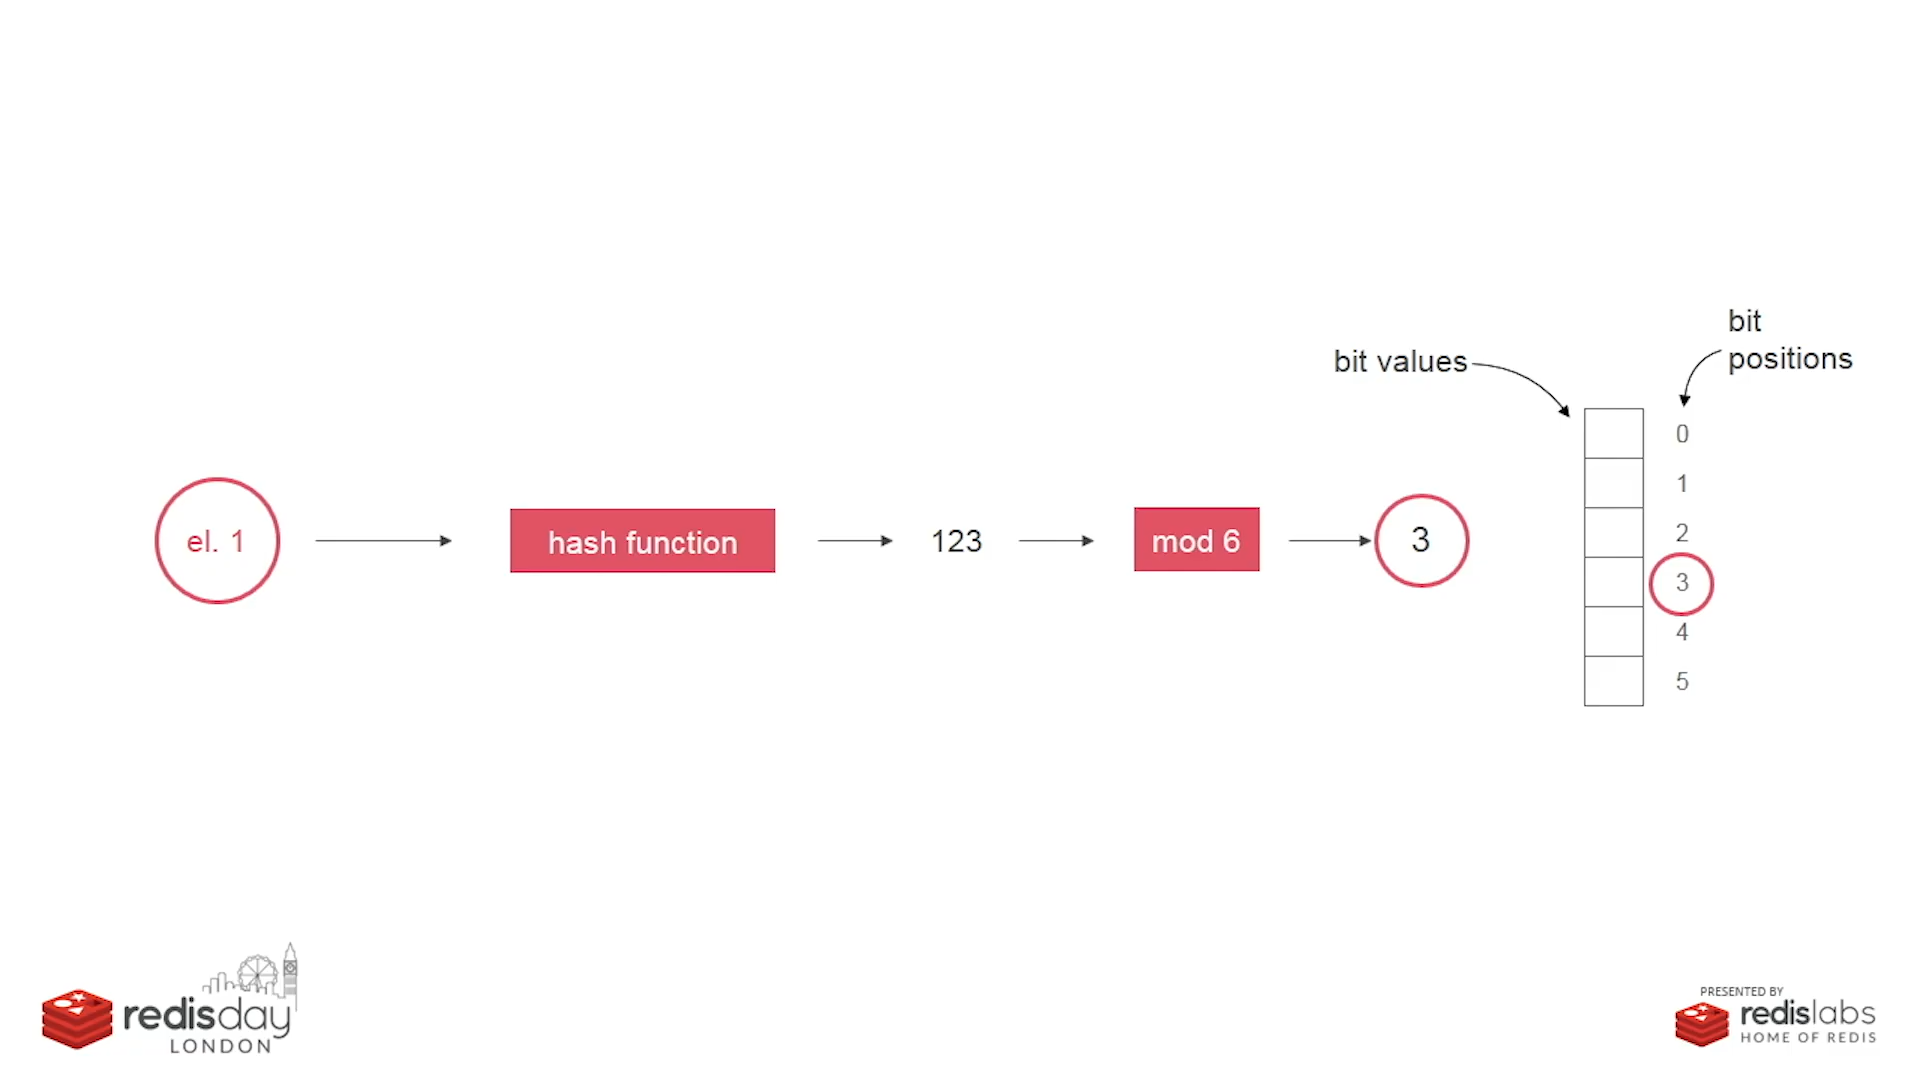 bit
positions
bit values
0
1
2
3
4
5
el. 1
hash function
123
mod 6
3
redisday
LONDON
PRESENTED BY
redislabs
HOME OF REDIS